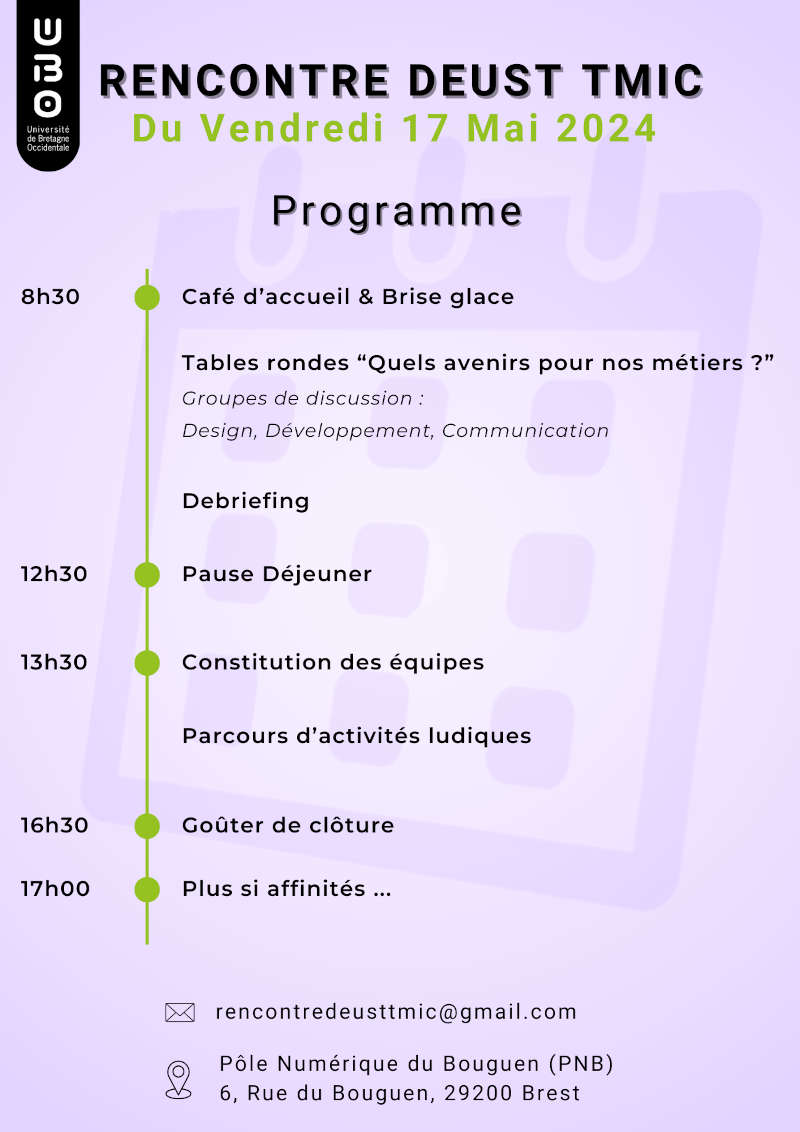 UBO
Université
de Bretagne
Occidentale
RENCONTRE DEUST TMIC
Du Vendredi 17 Mai 2024
Programme
8h30 Café d’accueil & Brise glace
Tables rondes “Quels avenirs pour nos métiers ?”
Groupes de discussion :
Design, Développement, Communication
Debriefing
12h30 Pause Déjeuner
13h30 Constitution des équipes
Parcours d’activités ludiques
16h30 Goûter de clôture
17h00 Plus si affinités ...
rencontredeusttmic@gmail.com
Pôle Numérique du Bouguen (PNB)
6, Rue du Bouguen, 29200 Brest